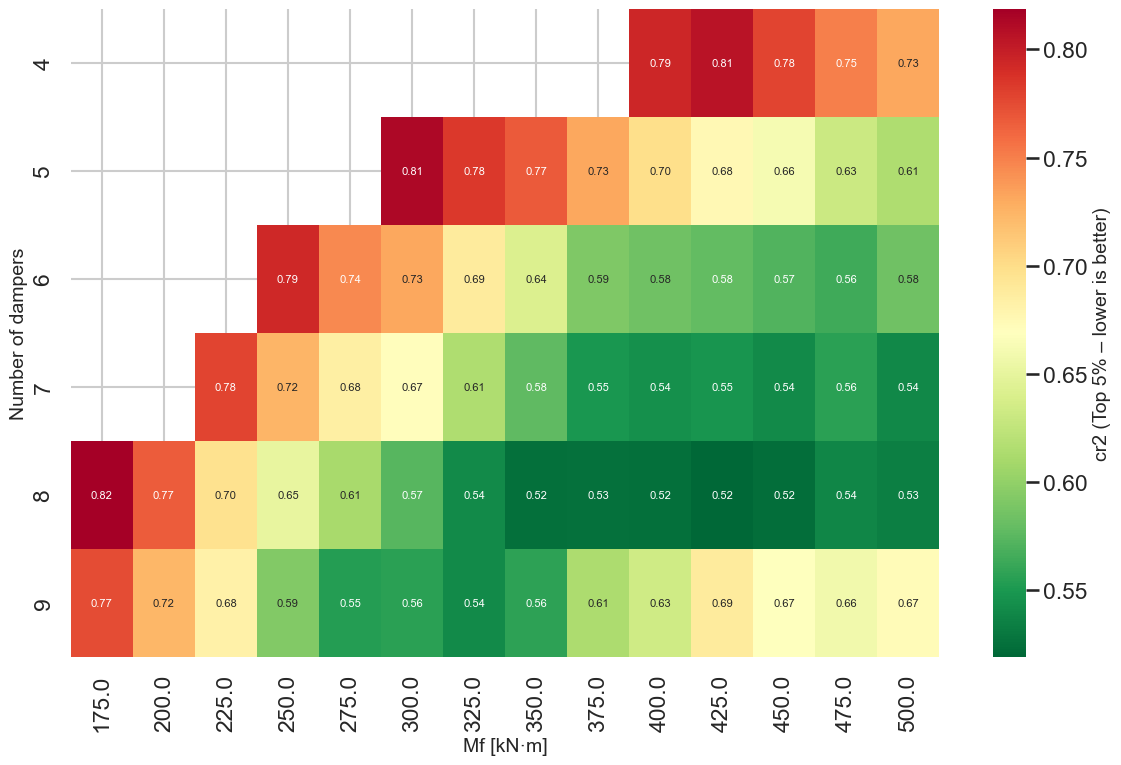 Number of dampers
4
0.79 0.81 0.78 0.75 0.73
5
0.81 0.78 0.77 0.73 0.70 0.68 0.66 0.63 0.61
6
0.79 0.74 0.73 0.69 0.64 0.59 0.58 0.58 0.57 0.56 0.58
7
0.78 0.72 0.68 0.67 0.61 0.58 0.55 0.54 0.55 0.54 0.56 0.54
8
0.82 0.77 0.70 0.65 0.61 0.57 0.54 0.52 0.53 0.52 0.52 0.52 0.54 0.53
9
0.77 0.72 0.68 0.59 0.55 0.56 0.54 0.56 0.61 0.63 0.69 0.67 0.66 0.67
175.0 200.0 225.0 250.0 275.0 300.0 325.0 350.0 375.0 400.0 425.0 450.0 475.0 500.0
Mf [kN·m]
0.80
0.75
0.70
0.65
0.60
0.55
cr2 (Top 5% – lower is better)